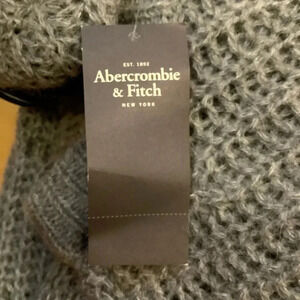 EST. 1892
Abercrombie
& Fitch
NEW YORK